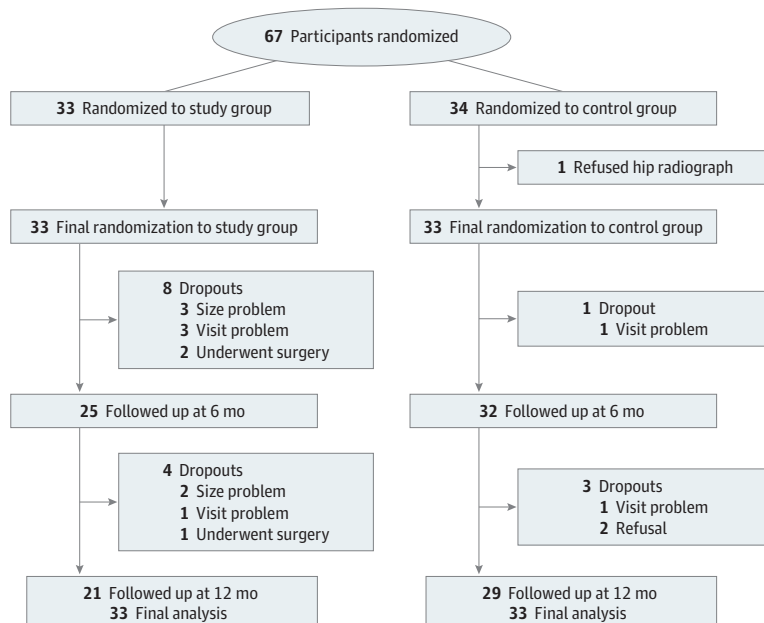 67 Participants randomized
33 Randomized to study group
34 Randomized to control group
1 Refused hip radiograph
33 Final randomization to study group
33 Final randomization to control group
8 Dropouts
3 Size problem
3 Visit problem
2 Underwent surgery
1 Dropout
1 Visit problem
25 Followed up at 6 mo
32 Followed up at 6 mo
4 Dropouts
2 Size problem
1 Visit problem
1 Underwent surgery
3 Dropouts
1 Visit problem
2 Refusal
21 Followed up at 12 mo
33 Final analysis
29 Followed up at 12 mo
33 Final analysis